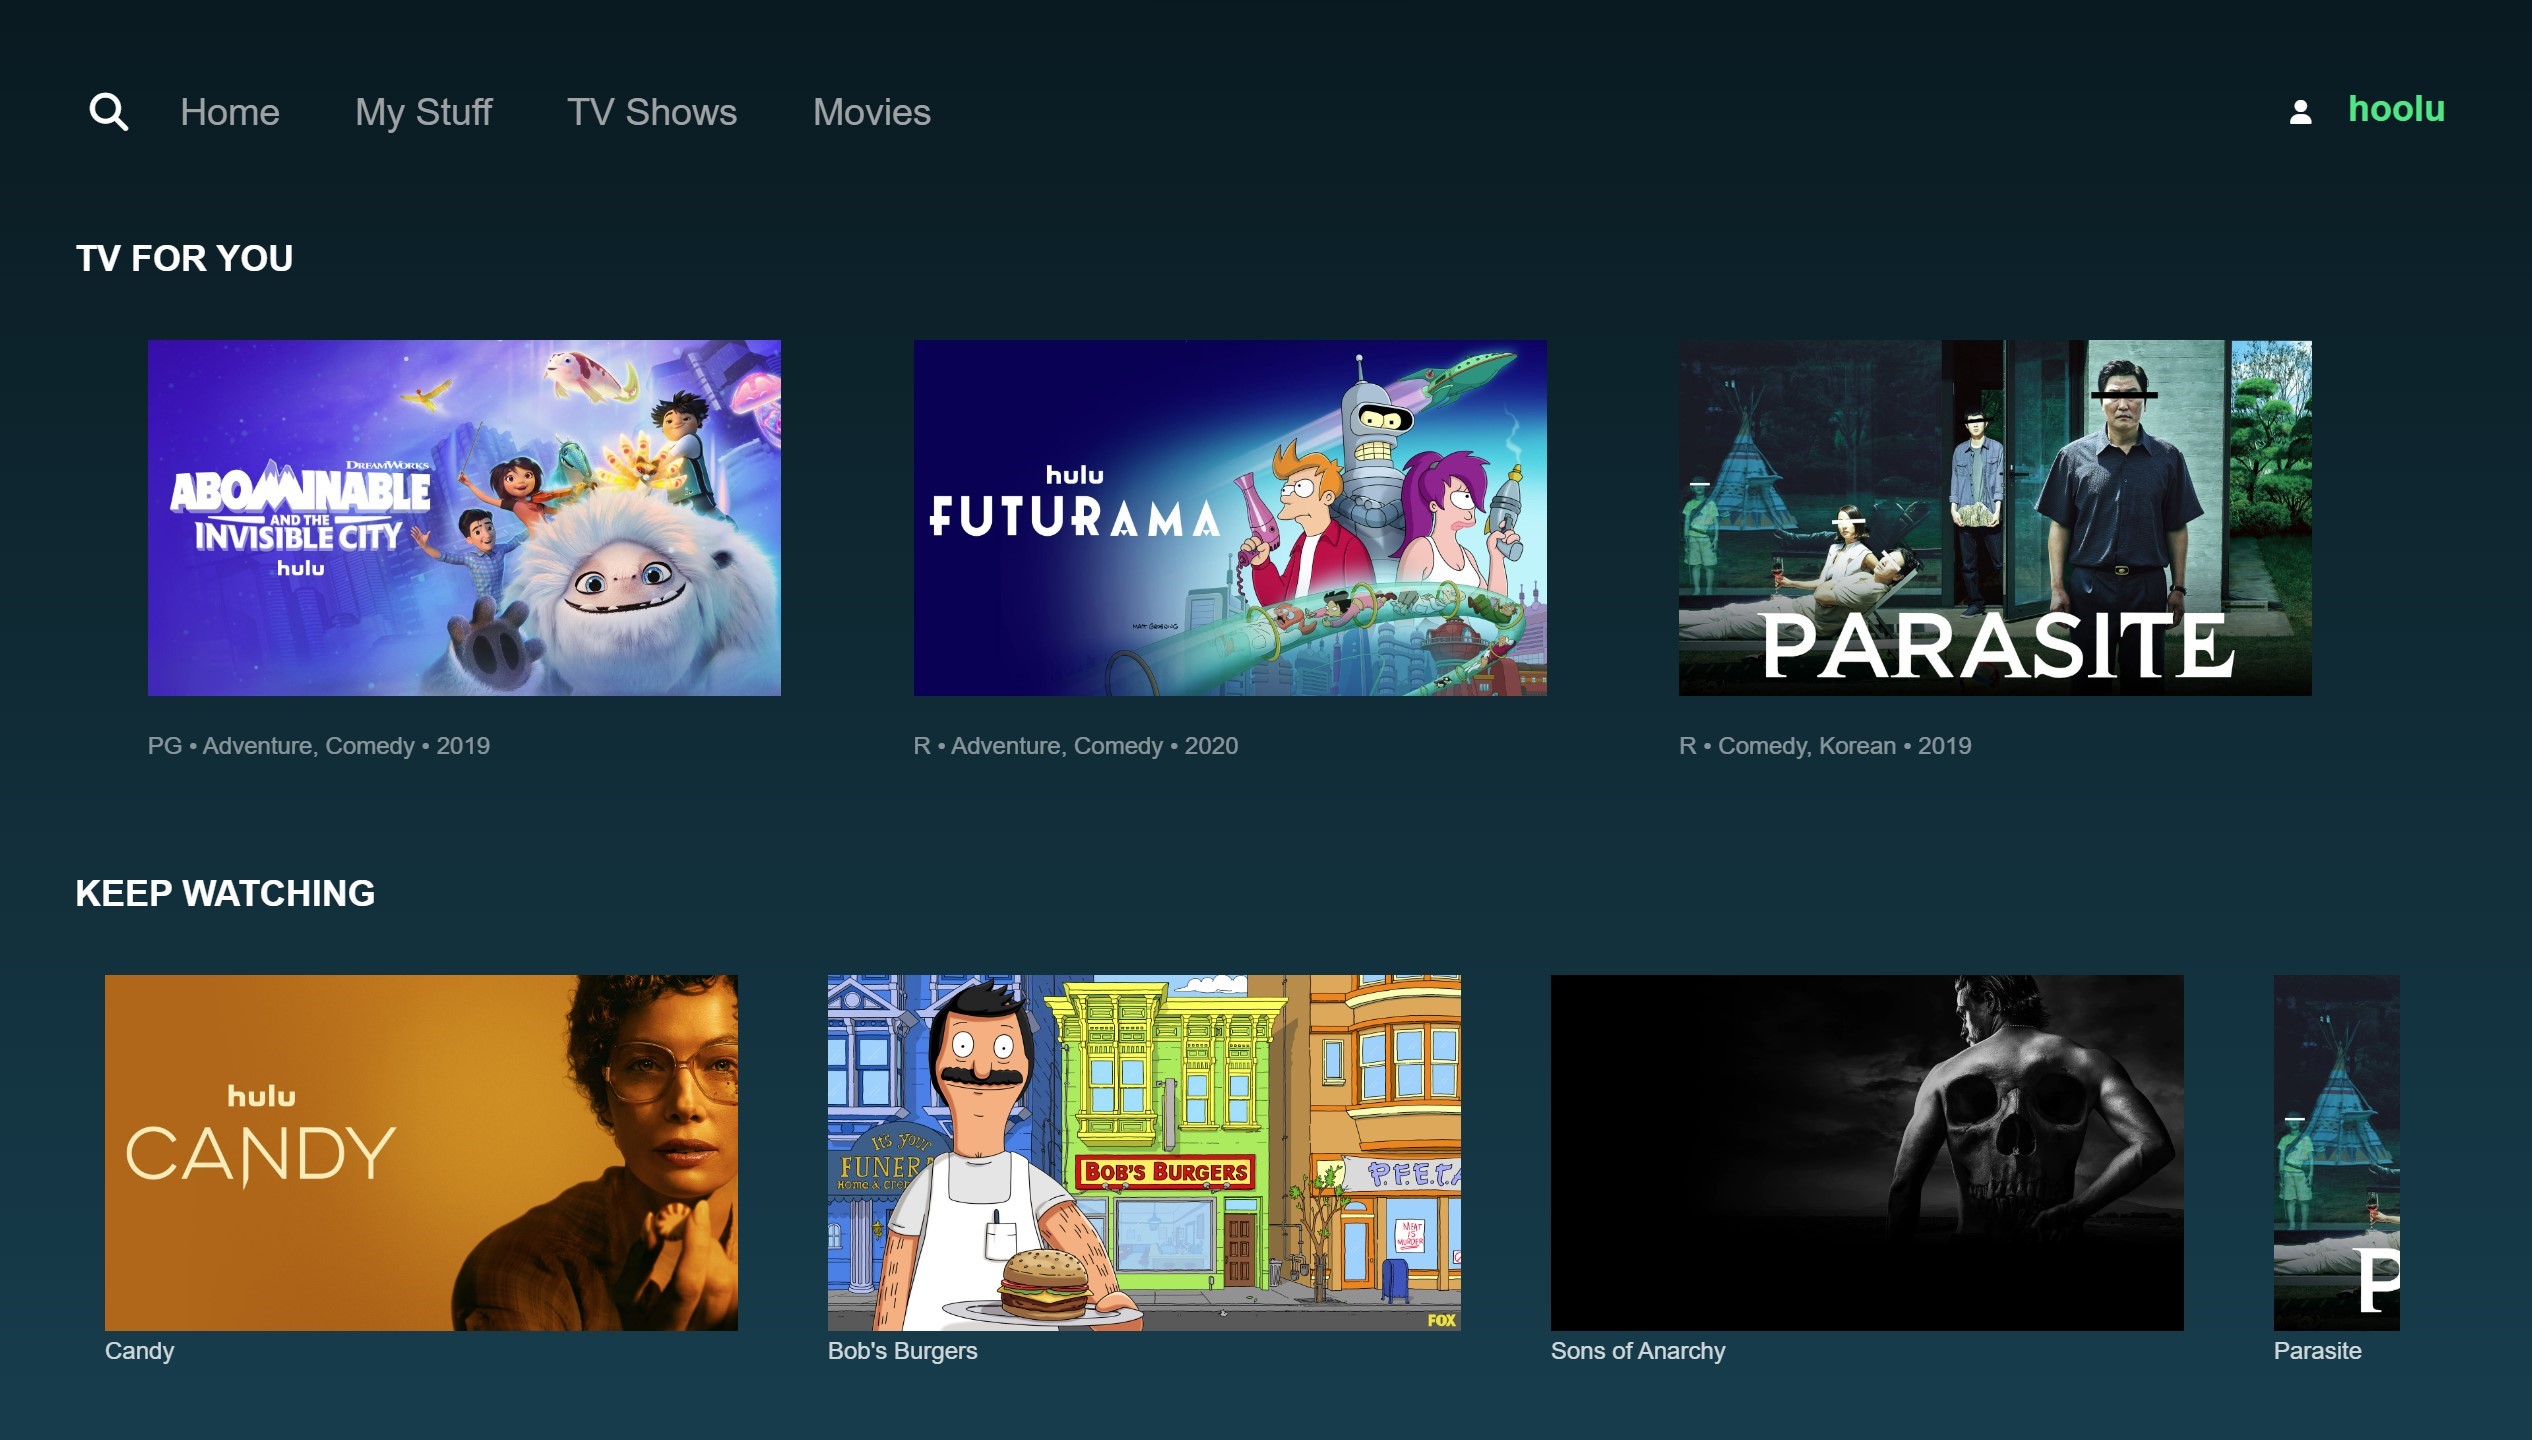 Home
My Stuff
TV Shows
Movies
hoolu
TV FOR YOU
DREAMWORKS
ABOMINABLE
AND THE
INVISIBLE CITY
hulu
hulu
FUTURAMA
MATT GROENING
PARASITE
PG • Adventure, Comedy • 2019
R • Adventure, Comedy • 2020
R • Comedy, Korean • 2019
KEEP WATCHING
hulu
CANDY
It's your
FUNER
HOME & CREM
BOB'S BURGERS
P.F.E.T.A
MEAT
IS
MURDER
FOX
P
Candy
Bob's Burgers
Sons of Anarchy
Parasite